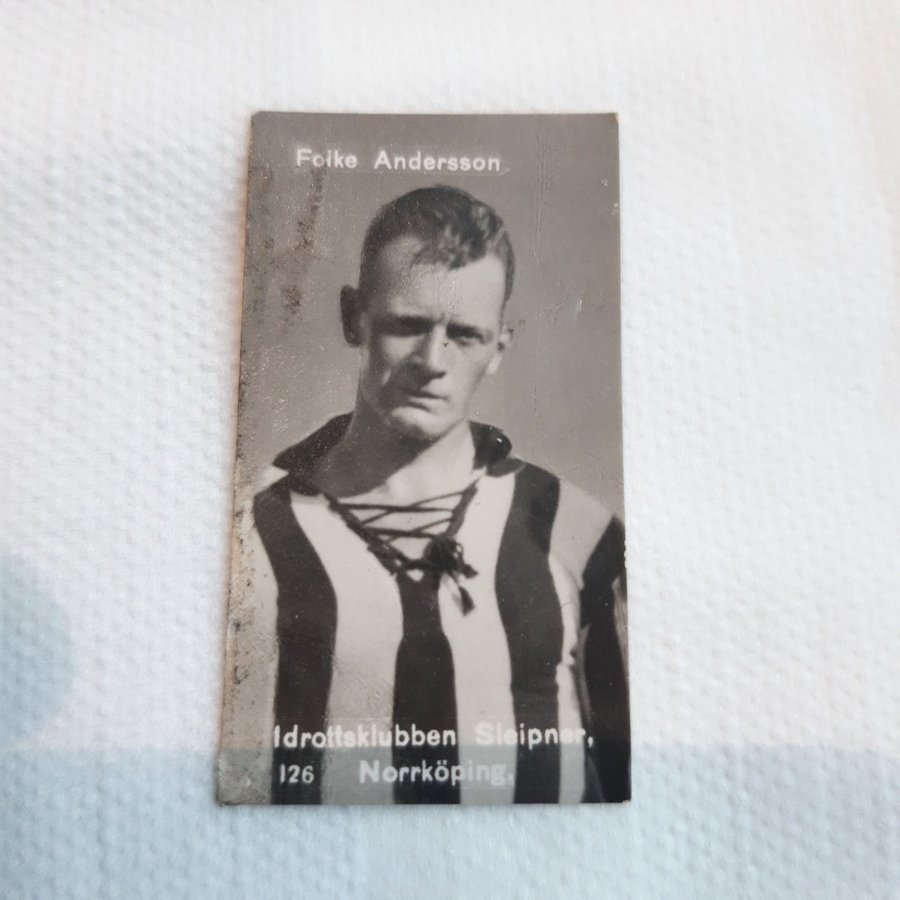 Folke Andersson
Idrottsklubben Sleipner,
126 Norrköping.